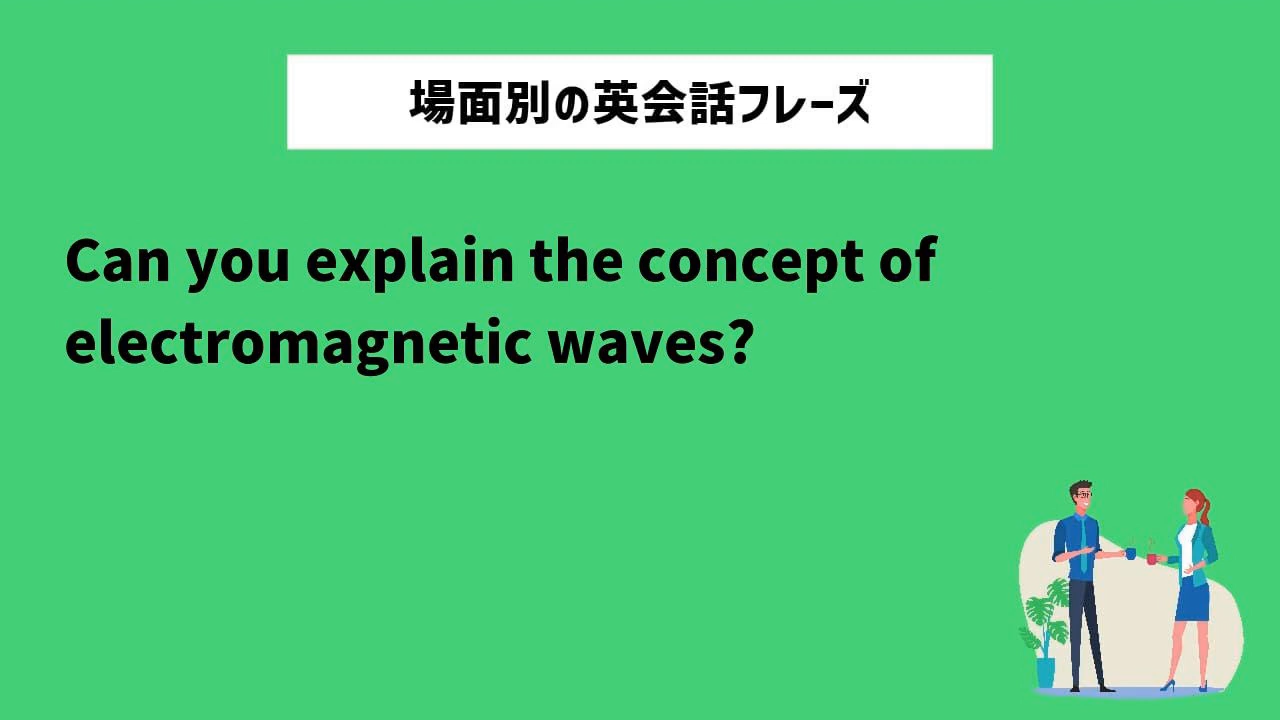 場面別の英会話フレーズ
Can you explain the concept of
electromagnetic waves?